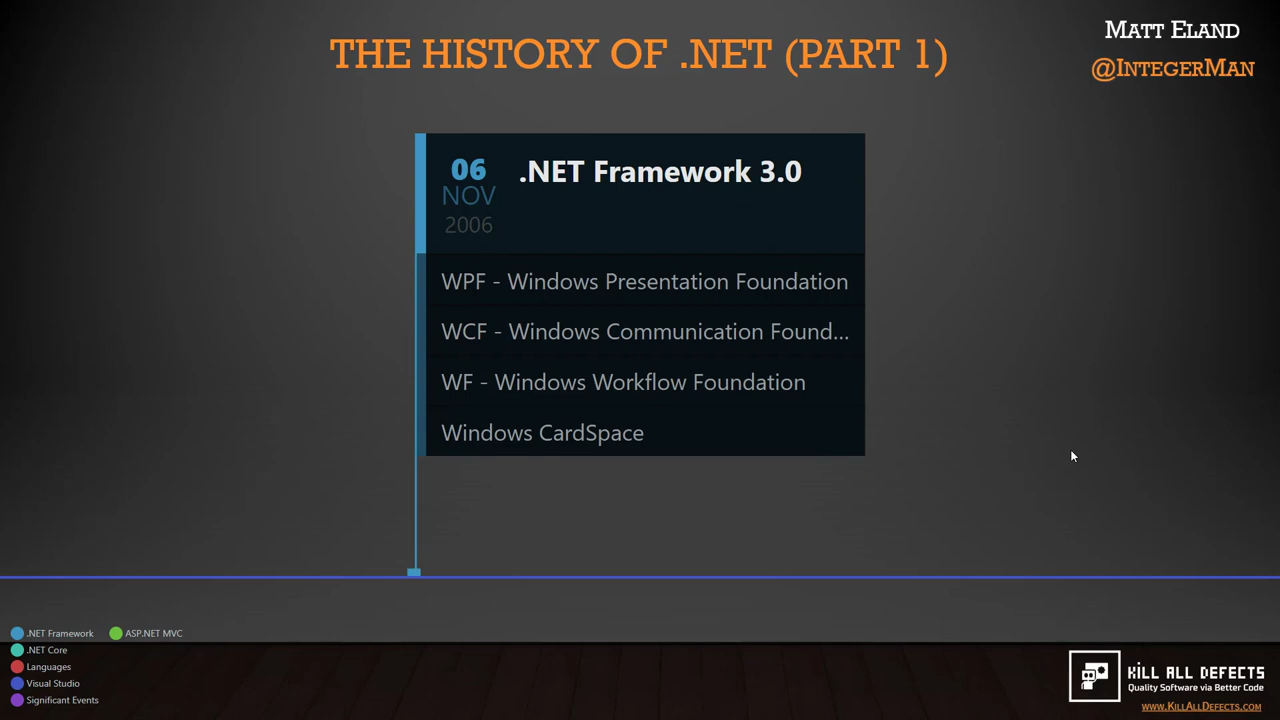 THE HISTORY OF .NET (PART 1)
MATT ELAND
@INTEGERMAN
06
NOV
2006
.NET Framework 3.0
WPF - Windows Presentation Foundation
WCF - Windows Communication Found...
WF - Windows Workflow Foundation
Windows CardSpace
.NET Framework
ASP.NET MVC
.NET Core
Languages
Visual Studio
Significant Events
KILL ALL DEFECTS
Quality Software via Better Code
WWW.KILLALLDEFECTS.COM